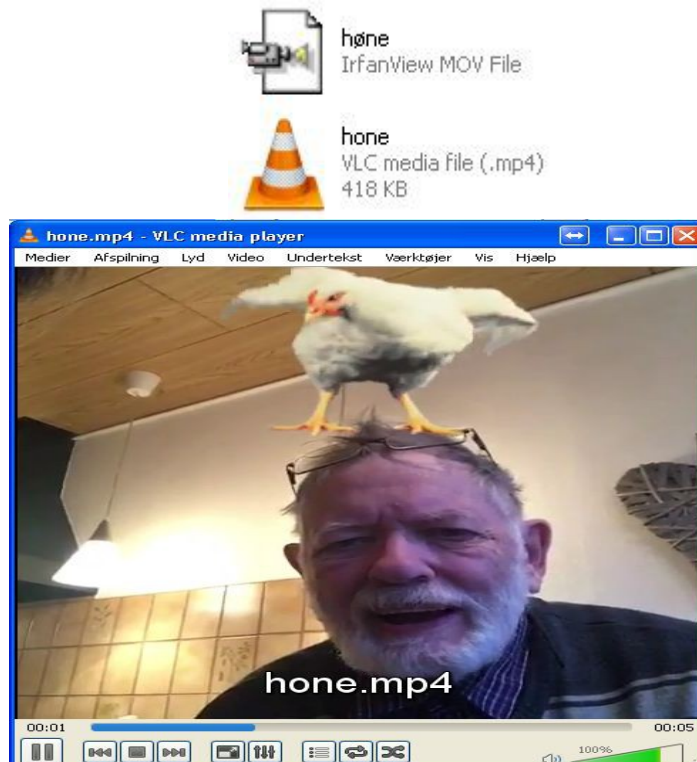 høne
IrfanView MOV File
hone
VLC media file (.mp4)
418 KB
hone.mp4 - VLC media player
Medier Afspilning Lyd Video Undertekst Værktøjer Vis Hjælp
hone.mp4
00:01 00:05
100%